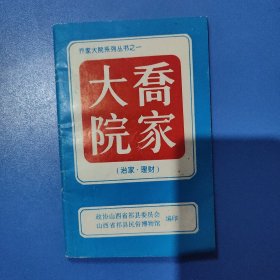 乔家大院系列丛书之一
喬家
大院
(治家·理财)
政协山西省祁县委员会
山西省祁县民俗博物馆
编印